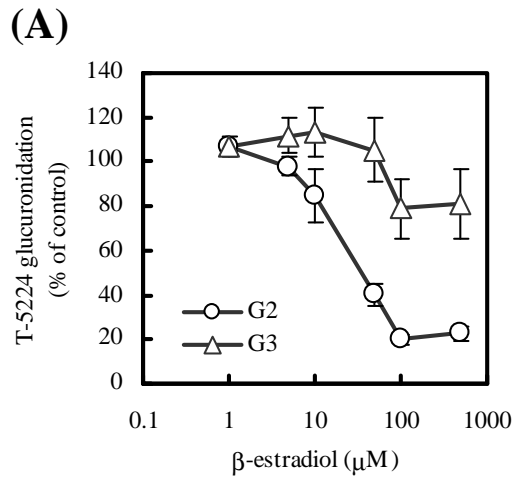 (A)
T-5224 glucuronidation
(% of control)
140
120
100
80
60
40
20
0
G2
G3
0.1 1 10 100 1000
β-estradiol (μM)